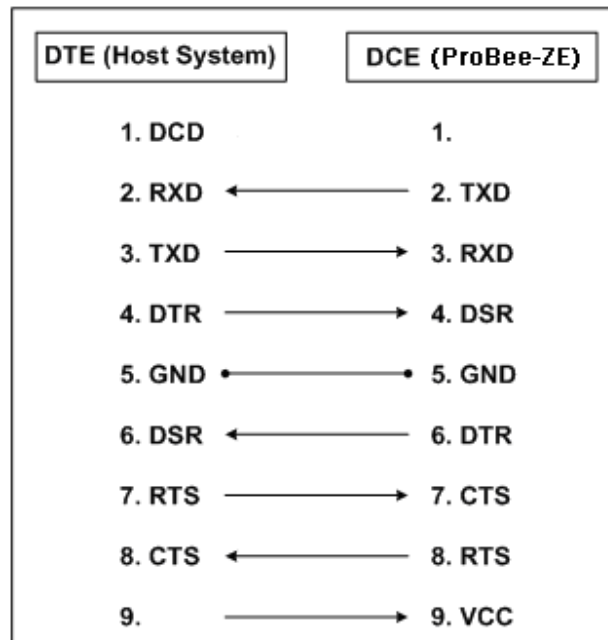 DTE (Host System) DCE (ProBee-ZE)
1. DCD 1.
2. RXD 2. TXD
3. TXD 3. RXD
4. DTR 4. DSR
5. GND 5. GND
6. DSR 6. DTR
7. RTS 7. CTS
8. CTS 8. RTS
9. 9. VCC